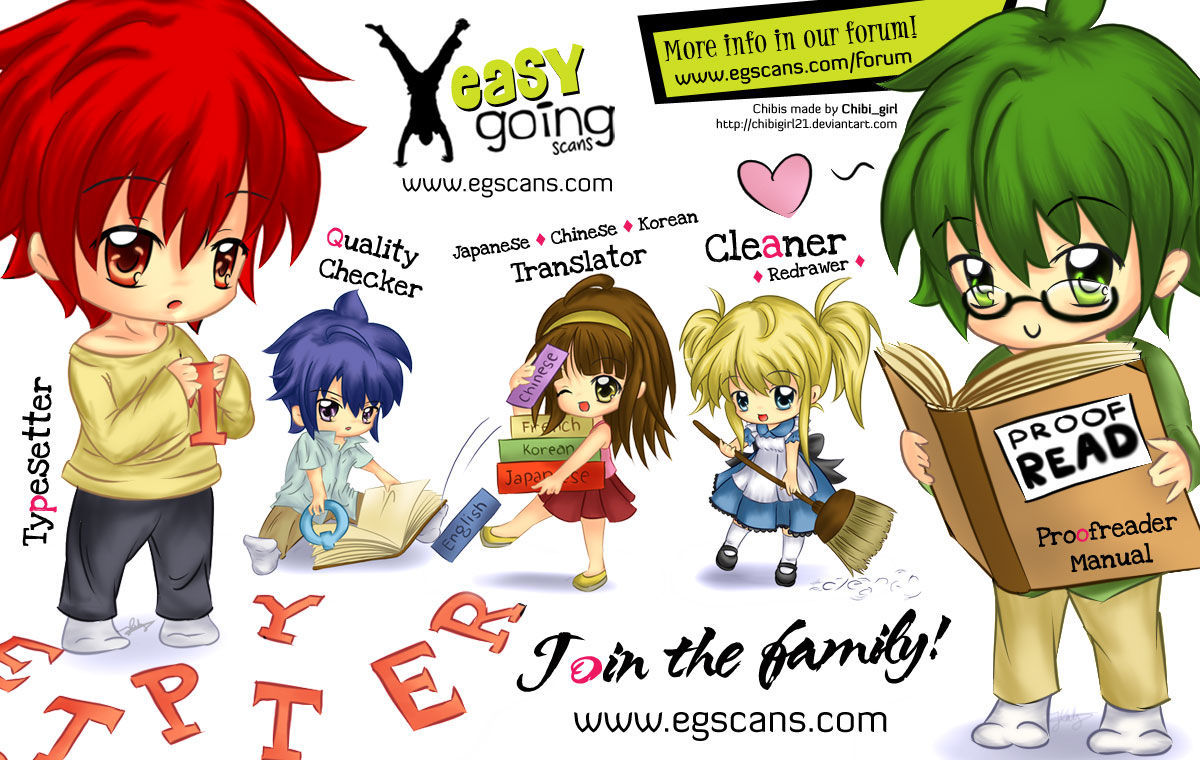 easy
going
scans
www.egscans.com
More info in our forum!
www.egscans.com/forum
Chibis made by Chibi_girl
http://chibigirl21.deviantart.com
Typesetter
I
Quality
Checker
Japanese ♦ Chinese ♦ Korean
Translator
Cleaner
♦ Redrawer ♦
Chinese
French
Korean
Japanese
English
PROOF
READ
Proofreader
Manual
E
T
P
Y
T
E
R
Join the family!
www.egscans.com